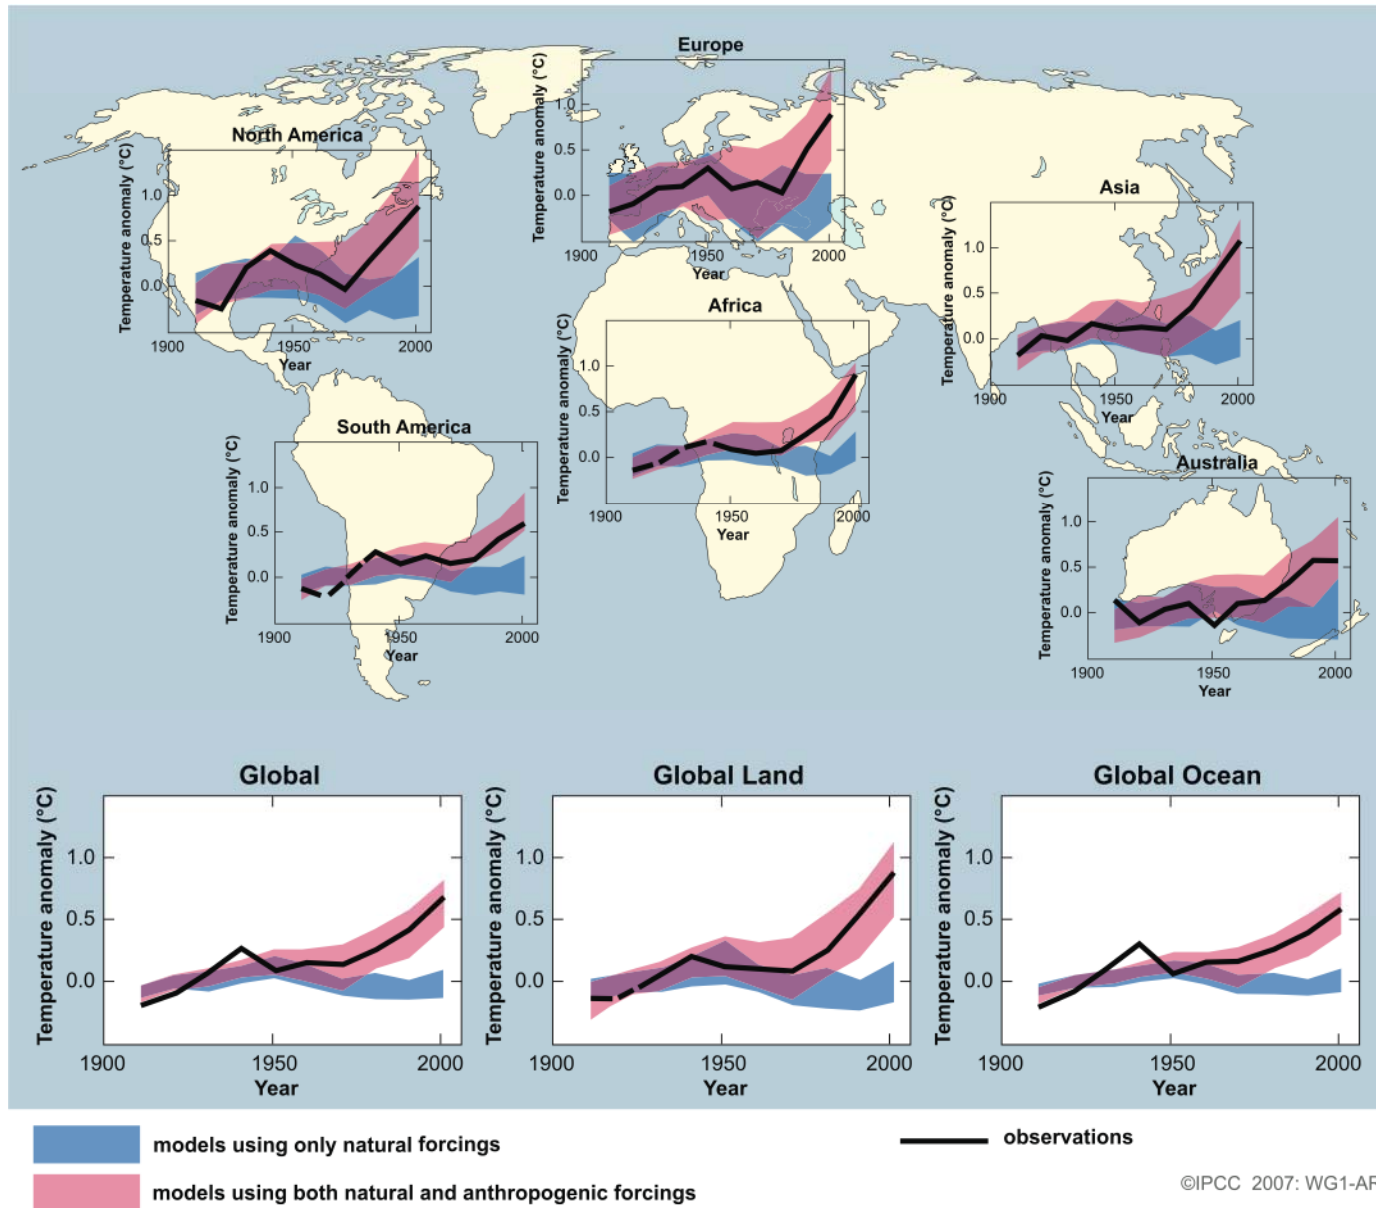 Europe
Temperature anomaly (°C)
1.0
0.5
0.0
1900
1950
2000
Year
North America
Temperature anomaly (°C)
1.0
0.5
0.0
1900
1950
2000
Year
Asia
Temperature anomaly (°C)
1.0
0.5
0.0
1900
1950
2000
Year
Africa
Temperature anomaly (°C)
1.0
0.5
0.0
1900
1950
2000
Year
South America
Temperature anomaly (°C)
1.0
0.5
0.0
1900
1950
2000
Year
Australia
Temperature anomaly (°C)
1.0
0.5
0.0
1900
1950
2000
Year
Global
Temperature anomaly (°C)
1.0
0.5
0.0
1900
1950
2000
Year
Global Land
Temperature anomaly (°C)
1.0
0.5
0.0
1900
1950
2000
Year
Global Ocean
Temperature anomaly (°C)
1.0
0.5
0.0
1900
1950
2000
Year
models using only natural forcings
observations
models using both natural and anthropogenic forcings
©IPCC 2007: WG1-AR